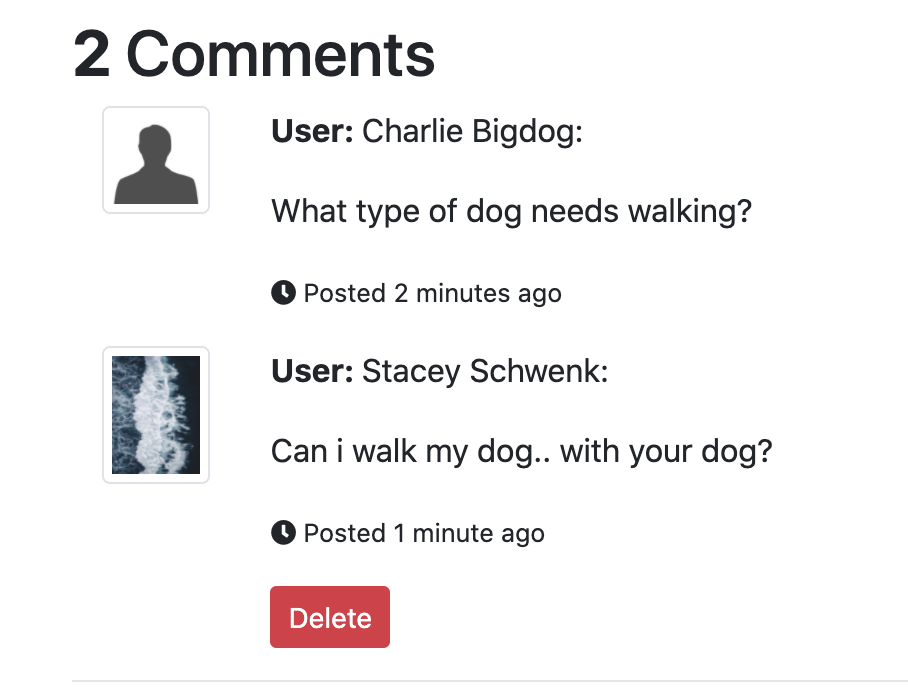 2 Comments
User: Charlie Bigdog:
What type of dog needs walking?
Posted 2 minutes ago
User: Stacey Schwenk:
Can i walk my dog.. with your dog?
Posted 1 minute ago
Delete